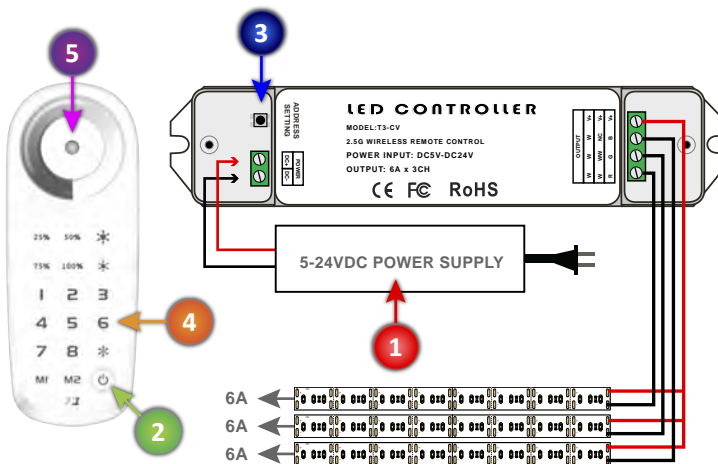 5
3
ADDRESS
SETTING
POWER
DC+ DC-
LED CONTROLLER
MODEL:T3-CV
2.5G WIRELESS REMOTE CONTROL
POWER INPUT: DC5V-DC24V
OUTPUT: 6A x 3CH
CE FC RoHS
OUTPUT
W W W V+
W WW NC V+
R G B V+
5-24VDC POWER SUPPLY
1
25% 50%
75% 100%
1 2 3
4 5 6
7 8 *
M1 M2
4
2
6A
6A
6A